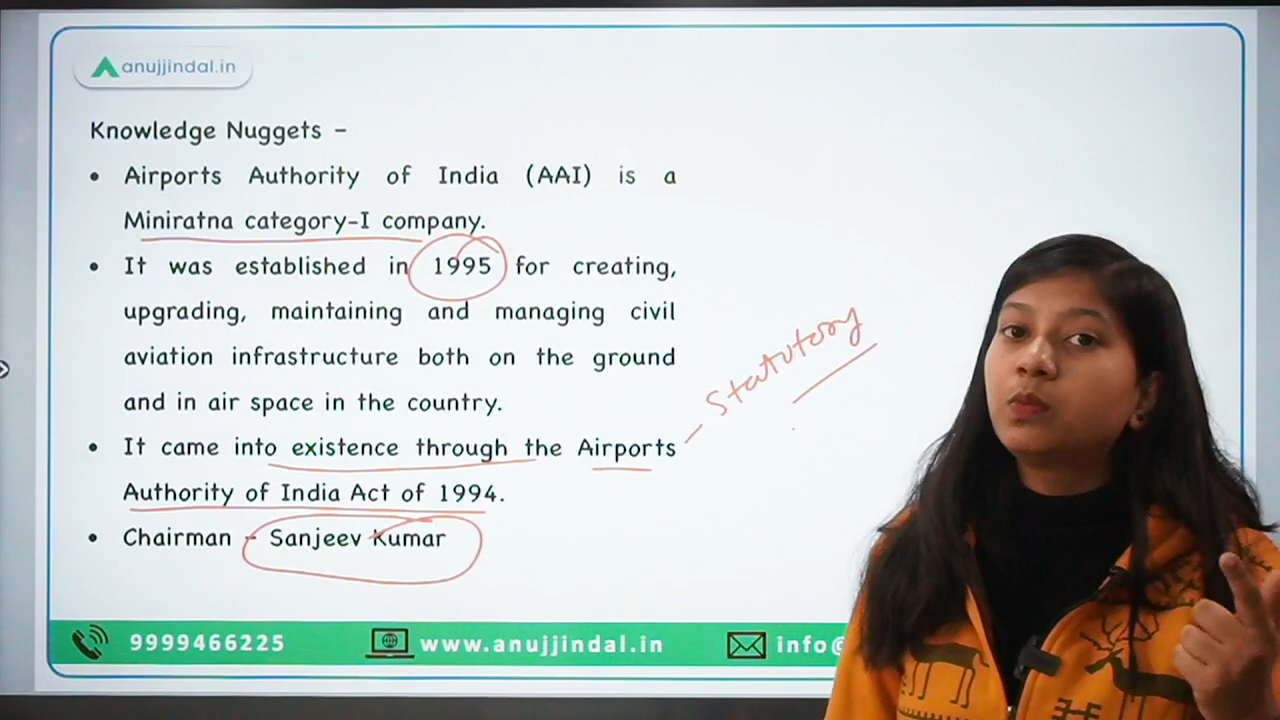 anujjindal.in
Knowledge Nuggets –
• Airports Authority of India (AAI) is a
Miniratna category-I company.
• It was established in 1995 for creating,
upgrading, maintaining and managing civil
aviation infrastructure both on the ground
and in air space in the country.
• It came into existence through the Airports
Authority of India Act of 1994.
– Statutory
• Chairman – Sanjeev Kumar
9999466225 www.anujjindal.in info@